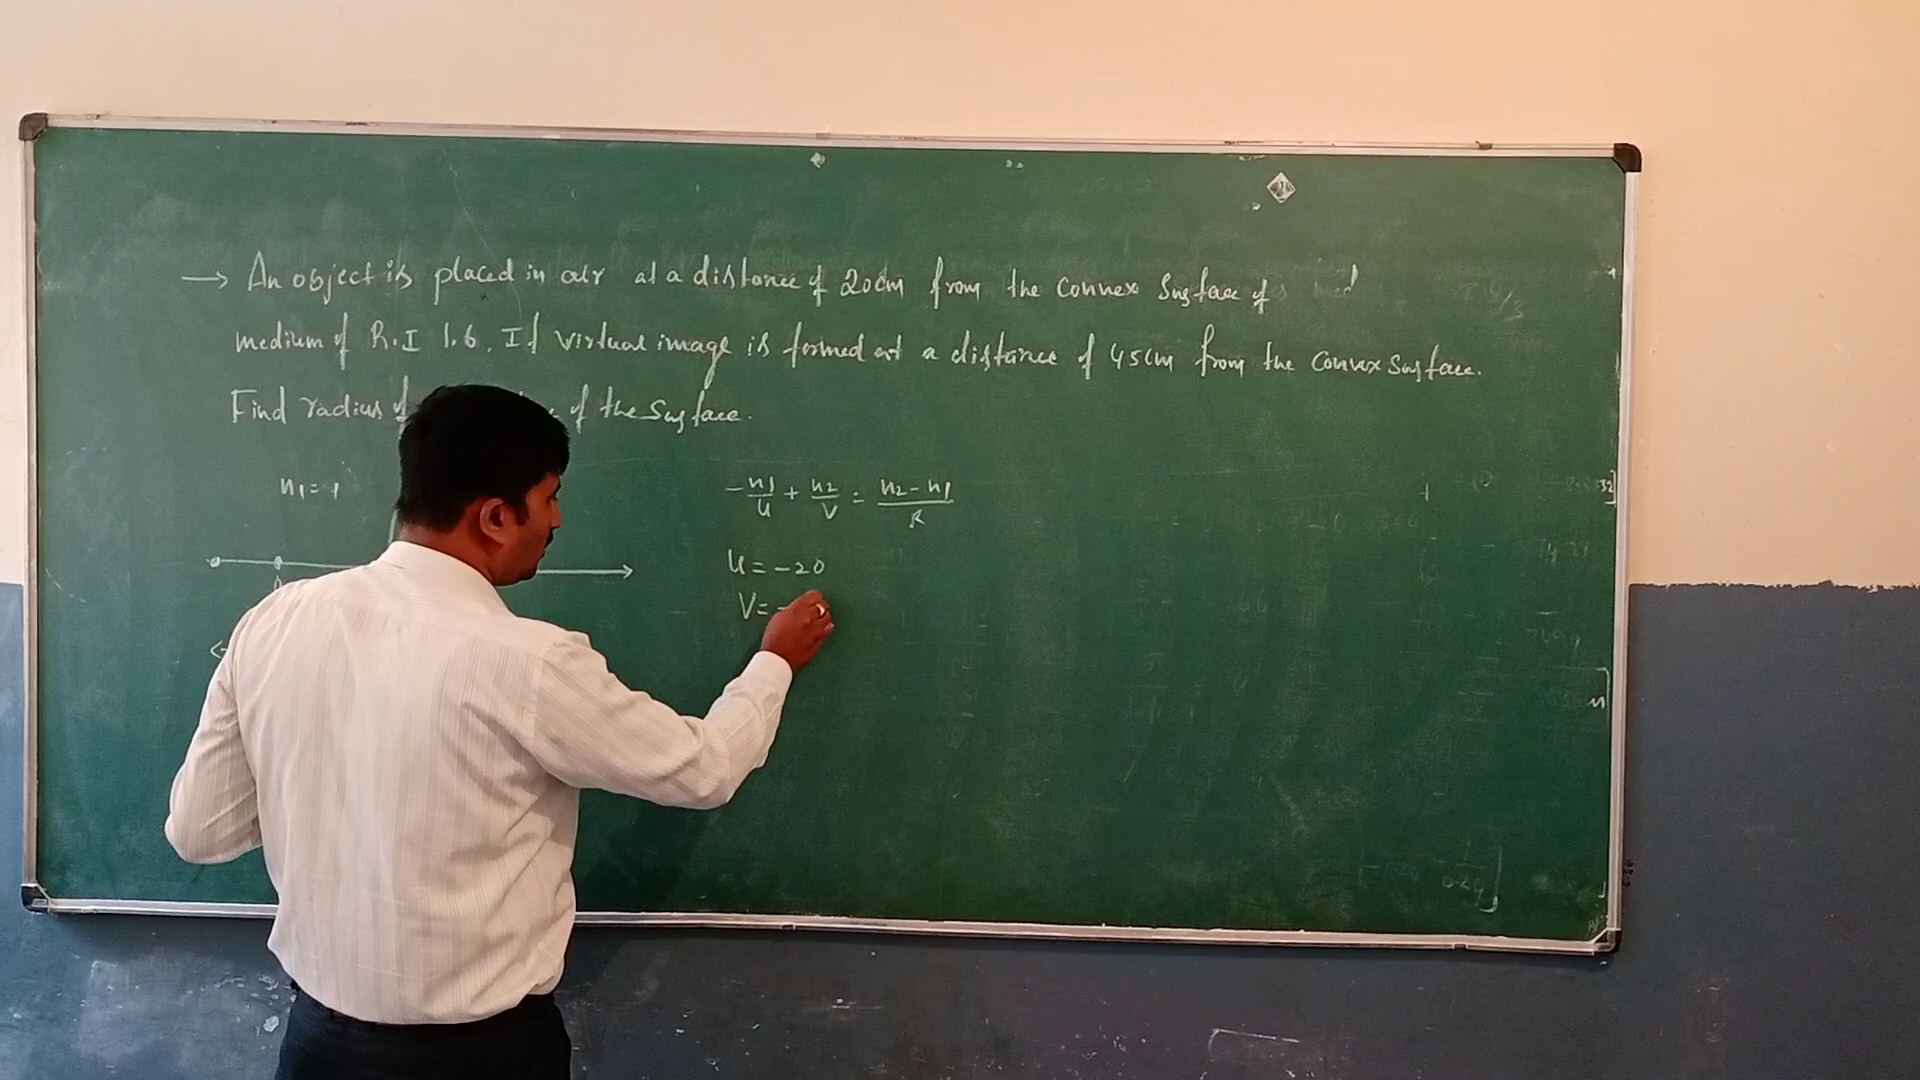 → An object is placed in air at a distance of 20cm from the convex Surface of
medium of R.I 1.6. If virtual image is formed at a distance of 45cm from the convex Surface.
Find radius of of the Surface.
n1 = 1
-n1/u + n2/v = n2 - n1/R
u = -20
V = -